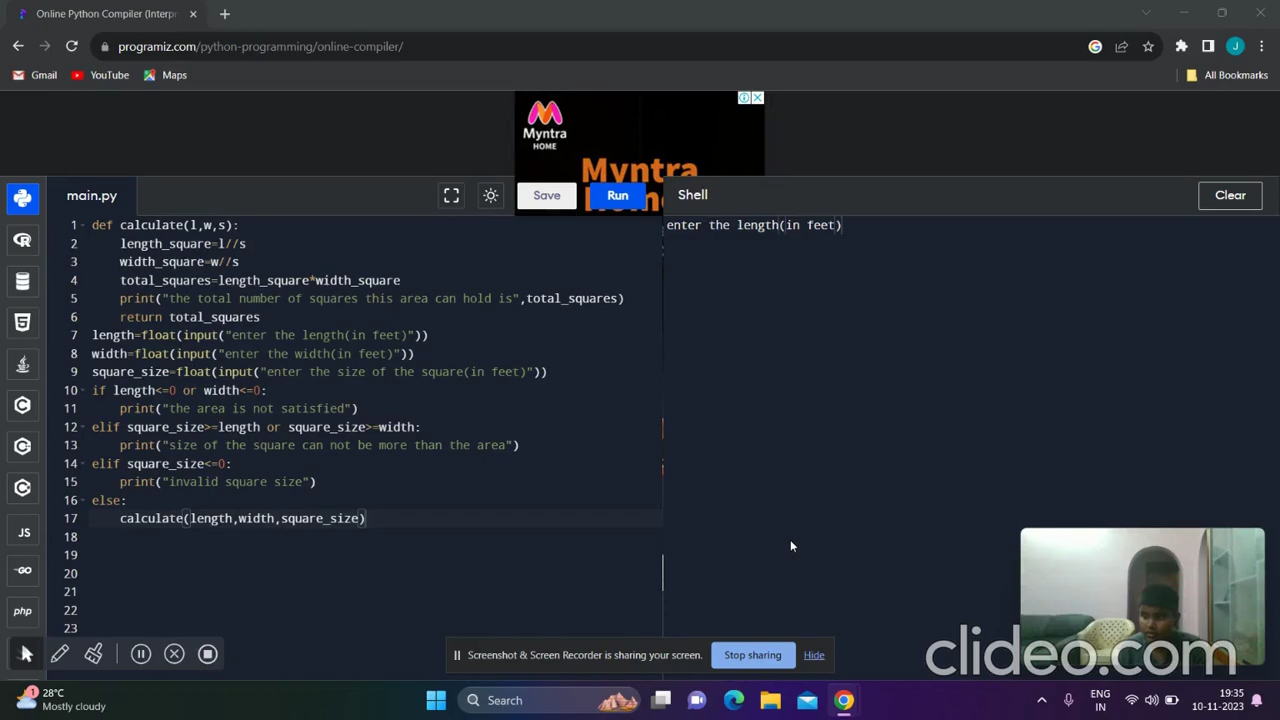 Online Python Compiler (Interpr
programiz.com/python-programming/online-compiler/
Gmail
YouTube
Maps
All Bookmarks
J
Myntra
HOME
Myntra
main.py
Save
Run
Shell
Clear
1 def calculate(l,w,s):
2 length_square=l//s
3 width_square=w//s
4 total_squares=length_square*width_square
5 print("the total number of squares this area can hold is",total_squares)
6 return total_squares
7 length=float(input("enter the length(in feet)"))
8 width=float(input("enter the width(in feet)"))
9 square_size=float(input("enter the size of the square(in feet)"))
10 if length<=0 or width<=0:
11 print("the area is not satisfied")
12 elif square_size>=length or square_size>=width:
13 print("size of the square can not be more than the area")
14 elif square_size<=0:
15 print("invalid square size")
16 else:
17 calculate(length,width,square_size)
18
19
20
21
22
23
enter the length(in feet)
JS
GO
php
Screenshot & Screen Recorder is sharing your screen.
Stop sharing
Hide
clideo.com
1
28°C
Mostly cloudy
Search
ENG
IN
19:35
10-11-2023